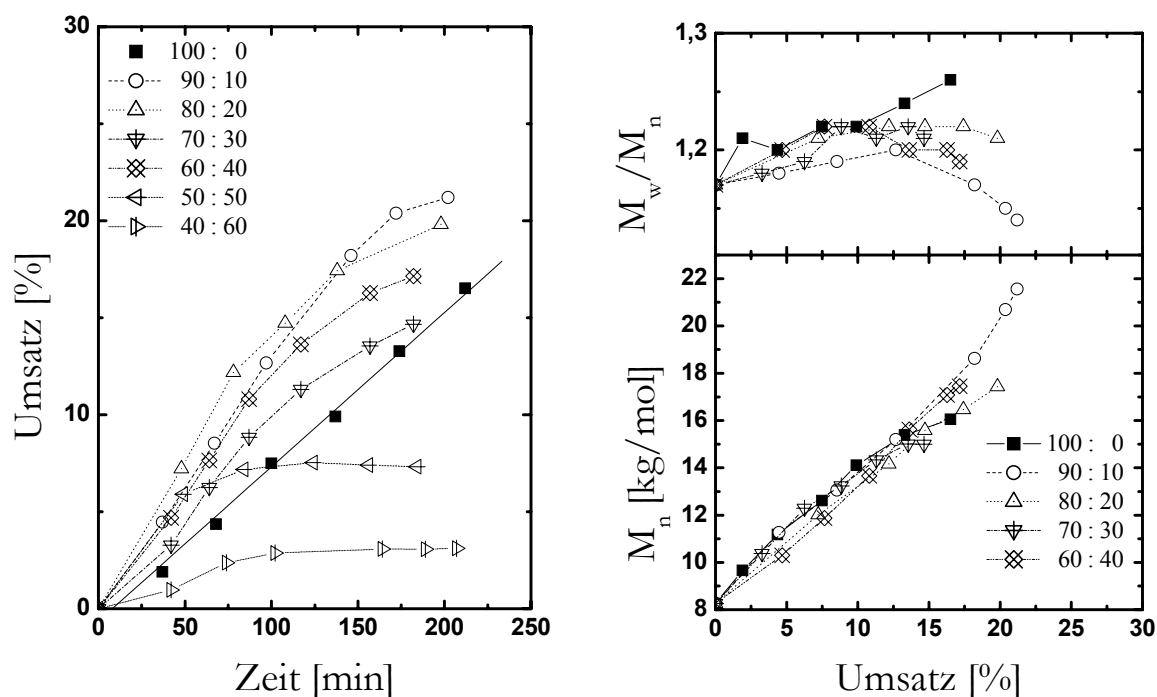 30
20
10
0
Umsatz [%]
100 : 0
90 : 10
80 : 20
70 : 30
60 : 40
50 : 50
40 : 60
0 50 100 150 200 250
Zeit [min]
1,3
1,2
M_w/M_n
22
20
18
16
14
12
10
8
M_n [kg/mol]
100 : 0
90 : 10
80 : 20
70 : 30
60 : 40
0 5 10 15 20 25 30
Umsatz [%]